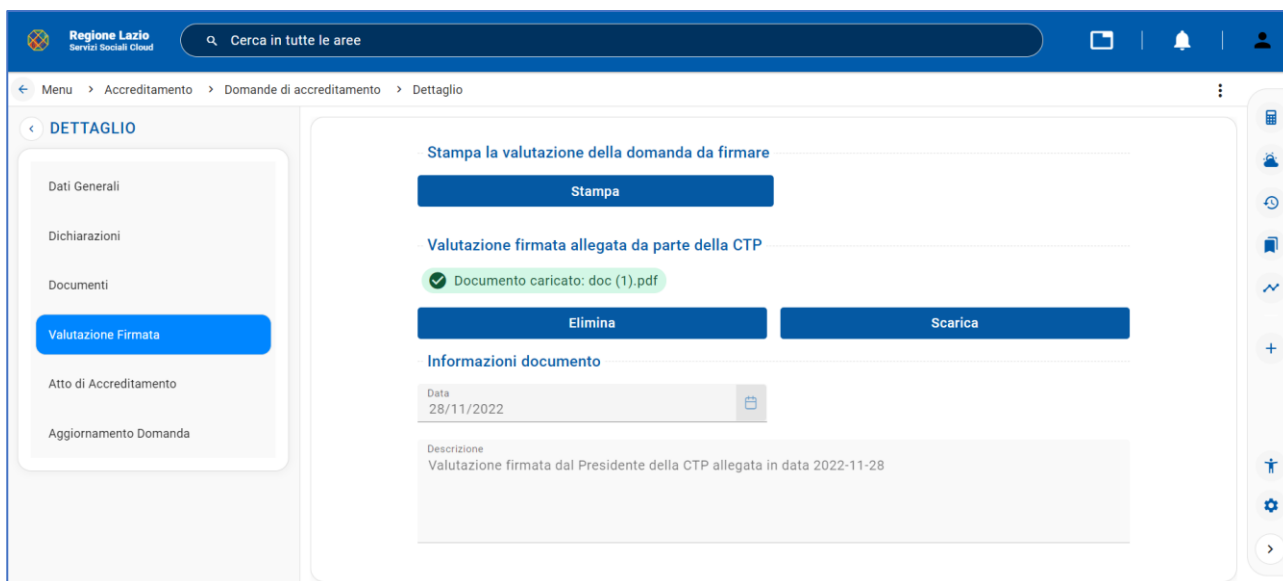 Regione Lazio
Servizi Sociali Cloud
Cerca in tutte le aree
Menu > Accreditamento > Domande di accreditamento > Dettaglio
DETTAGLIO
Dati Generali
Dichiarazioni
Documenti
Valutazione Firmata
Atto di Accreditamento
Aggiornamento Domanda
Stampa la valutazione della domanda da firmare
Stampa
Valutazione firmata allegata da parte della CTP
Documento caricato: doc (1).pdf
Elimina
Scarica
Informazioni documento
Data
28/11/2022
Descrizione
Valutazione firmata dal Presidente della CTP allegata in data 2022-11-28